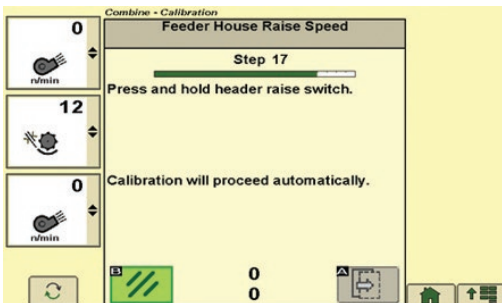 Combine - Calibration
Feeder House Raise Speed
Step 17
Press and hold header raise switch.
Calibration will proceed automatically.
0
n/min
12
0
n/min
B
0
0
A